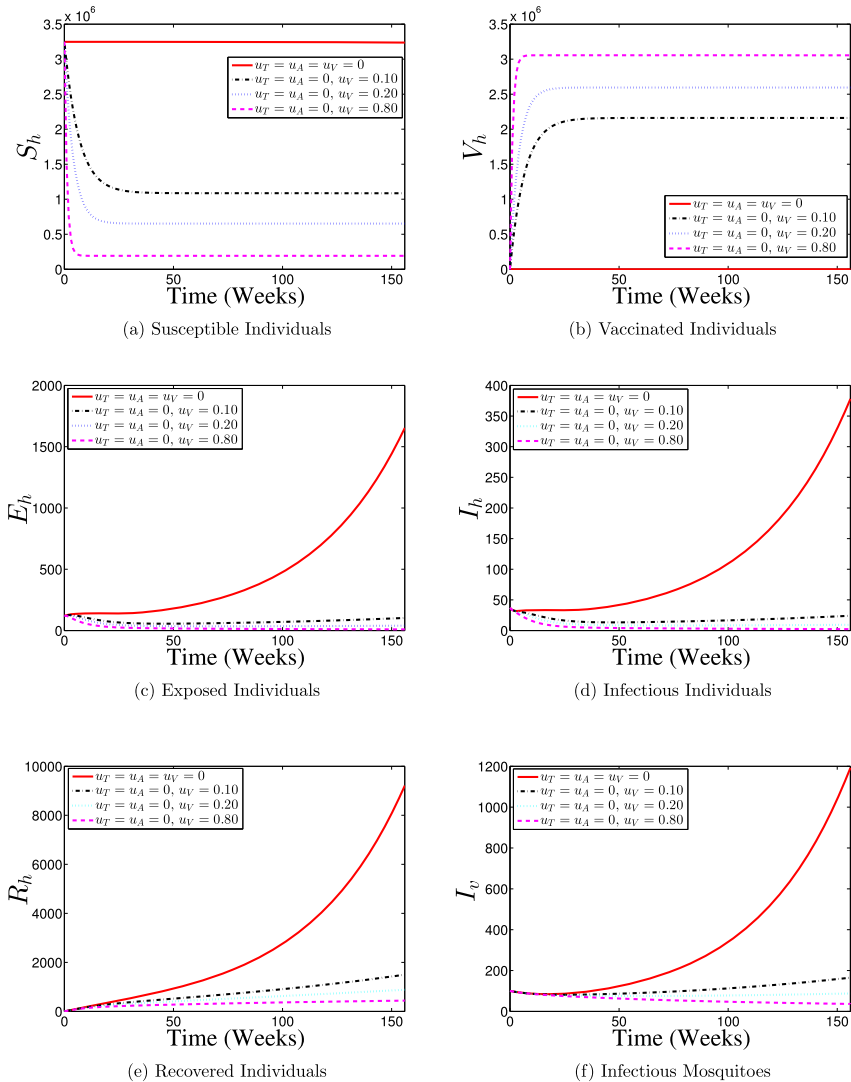 x 10^6
3.5
3
2.5
2
1.5
1
0.5
0
S_h
u_T = u_A = u_V = 0
u_T = u_A = 0, u_V = 0.10
u_T = u_A = 0, u_V = 0.20
u_T = u_A = 0, u_V = 0.80
0 50 100 150
Time (Weeks)
(a) Susceptible Individuals
x 10^6
3.5
3
2.5
2
1.5
1
0.5
0
V_h
u_T = u_A = u_V = 0
u_T = u_A = 0, u_V = 0.10
u_T = u_A = 0, u_V = 0.20
u_T = u_A = 0, u_V = 0.80
0 50 100 150
Time (Weeks)
(b) Vaccinated Individuals
2000
1500
1000
500
0
E_h
u_T = u_A = u_V = 0
u_T = u_A = 0, u_V = 0.10
u_T = u_A = 0, u_V = 0.20
u_T = u_A = 0, u_V = 0.80
0 50 100 150
Time (Weeks)
(c) Exposed Individuals
400
350
300
250
200
150
100
50
0
I_h
u_T = u_A = u_V = 0
u_T = u_A = 0, u_V = 0.10
u_T = u_A = 0, u_V = 0.20
u_T = u_A = 0, u_V = 0.80
0 50 100 150
Time (Weeks)
(d) Infectious Individuals
10000
8000
6000
4000
2000
0
R_h
u_T = u_A = u_V = 0
u_T = u_A = 0, u_V = 0.10
u_T = u_A = 0, u_V = 0.20
u_T = u_A = 0, u_V = 0.80
0 50 100 150
Time (Weeks)
(e) Recovered Individuals
1200
1000
800
600
400
200
0
I_v
u_T = u_A = u_V = 0
u_T = u_A = 0, u_V = 0.10
u_T = u_A = 0, u_V = 0.20
u_T = u_A = 0, u_V = 0.80
0 50 100 150
Time (Weeks)
(f) Infectious Mosquitoes